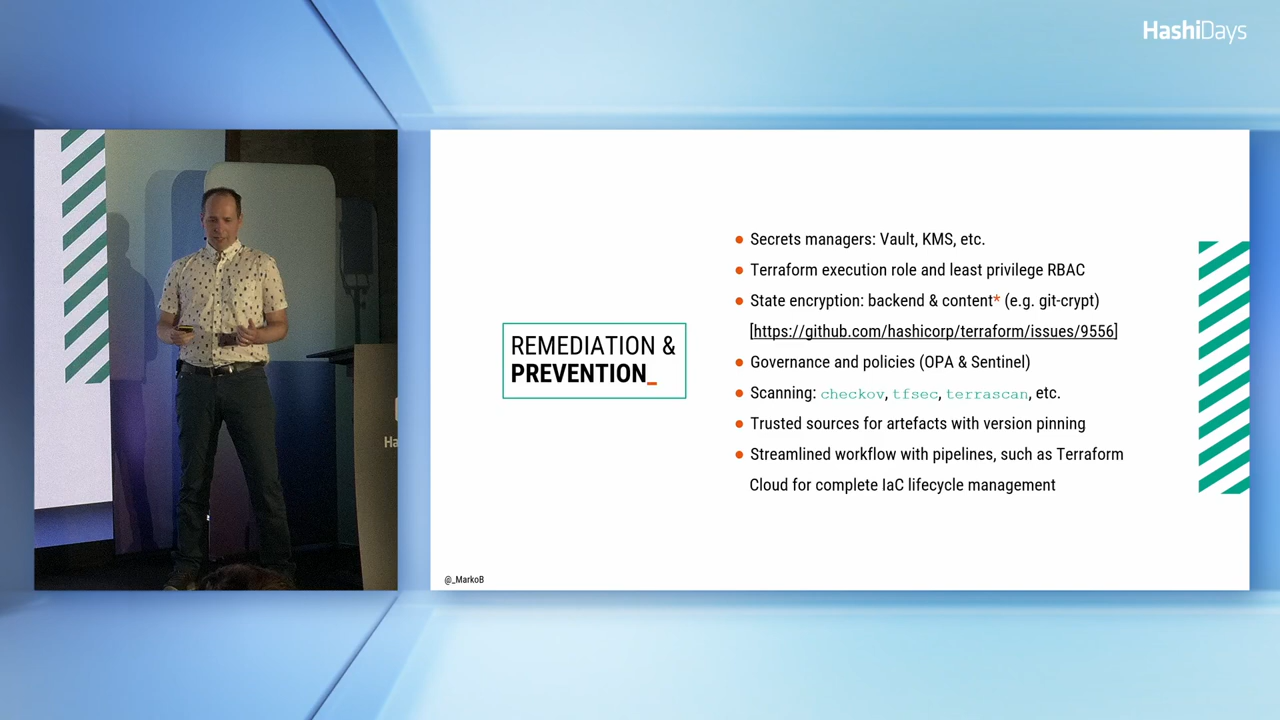 HashiDays
Ha
REMEDIATION &
PREVENTION_
● Secrets managers: Vault, KMS, etc.
● Terraform execution role and least privilege RBAC
● State encryption: backend & content* (e.g. git-crypt)
[https://github.com/hashicorp/terraform/issues/9556]
● Governance and policies (OPA & Sentinel)
● Scanning: checkov, tfsec, terrascan, etc.
● Trusted sources for artefacts with version pinning
● Streamlined workflow with pipelines, such as Terraform
Cloud for complete IaC lifecycle management
@_MarkoB